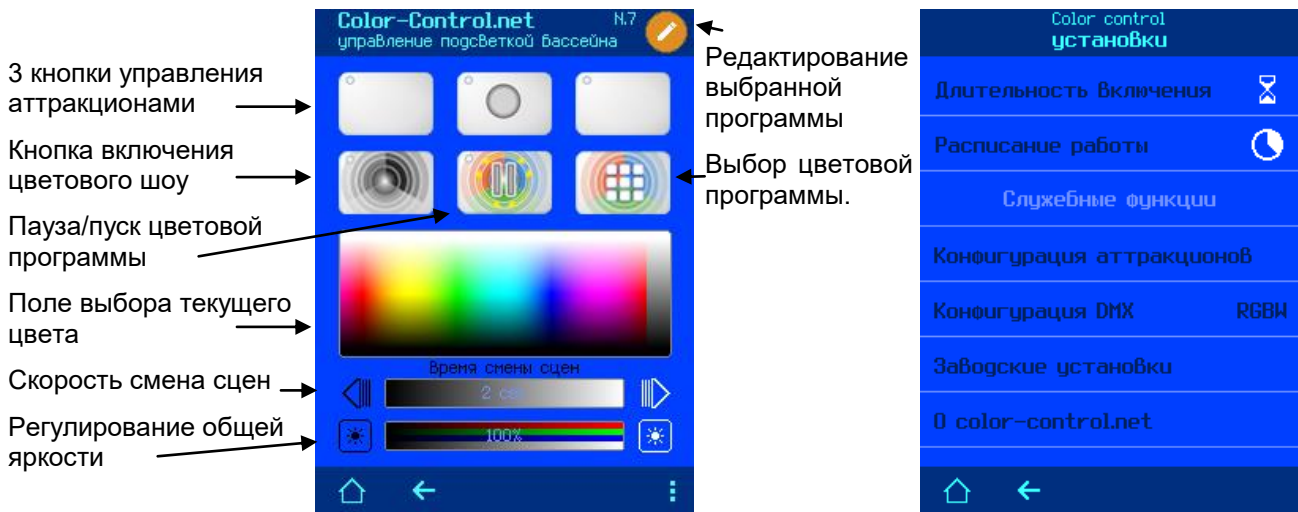 3 кнопки управления
аттракционами
Кнопка включения
цветового шоу
Пауза/пуск цветовой
программы
Поле выбора текущего
цвета
Скорость смена сцен
Регулирование общей
яркости
Color-Control.net N.7
управление подсветкой бассейна
Время смены сцен
2 сек
100%
Редактирование
выбранной
программы
Выбор цветовой
программы.
Color control
установки
Длительность включения
Расписание работы
Служебные функции
Конфигурация аттракционов
Конфигурация DMX RGBW
Заводские установки
О color-control.net